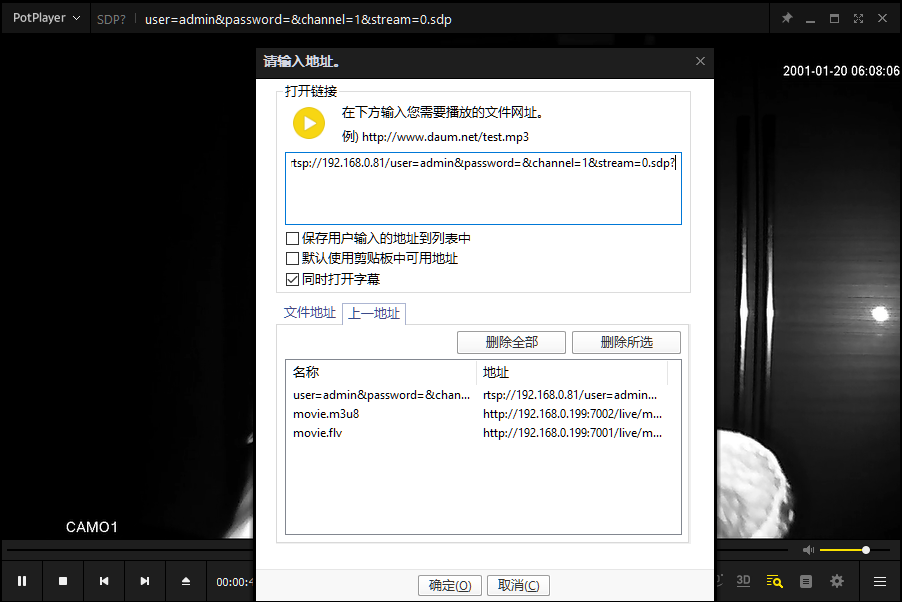 PotPlayer
SDP?
user=admin&password=&channel=1&stream=0.sdp
请输入地址。
2001-01-20 06:08:06
打开链接
在下方输入您需要播放的文件网址。
例) http://www.daum.net/test.mp3
rtsp://192.168.0.81/user=admin&password=&channel=1&stream=0.sdp?
保存用户输入的地址到列表中
默认使用剪贴板中可用地址
同时打开字幕
文件地址 上一地址
删除全部 删除所选
名称 地址
user=admin&password=&chan... rtsp://192.168.0.81/user=admin...
movie.m3u8 http://192.168.0.199:7002/live/m...
movie.flv http://192.168.0.199:7001/live/m...
CAMO1
00:00:
3D
确定(O) 取消(C)